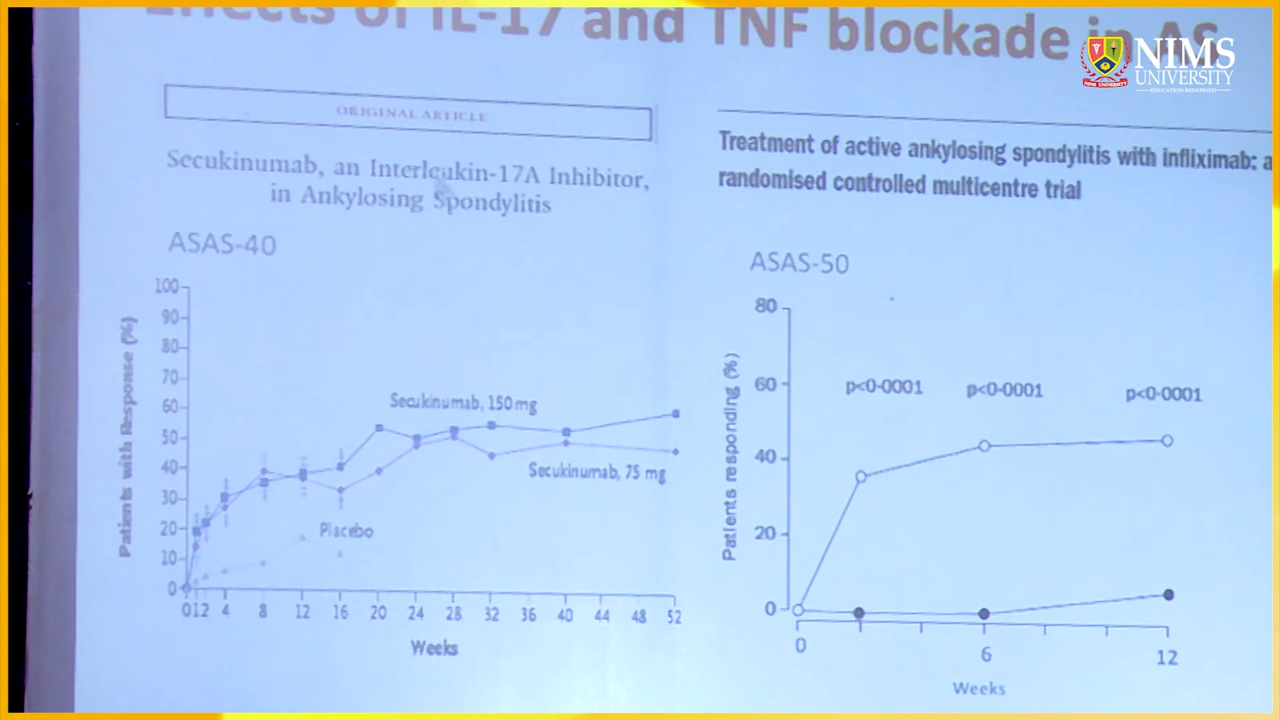 Effects of IL-17 and TNF blockade in AS
NIMS
UNIVERSITY
EDUCATION REDEFINED
NIMS UNIVERSITY
ORIGINAL ARTICLE
Secukinumab, an Interleukin-17A Inhibitor,
in Ankylosing Spondylitis
ASAS-40
Patients with Response (%)
100
90
80
70
60
50
40
30
20
10
0
Secukinumab, 150 mg
Secukinumab, 75 mg
Placebo
0 1 2 4 8 12 16 20 24 28 32 36 40 44 48 52
Weeks
Treatment of active ankylosing spondylitis with infliximab: a
randomised controlled multicentre trial
ASAS-50
Patients responding (%)
80
60
40
20
0
p<0·0001 p<0·0001 p<0·0001
0 6 12
Weeks